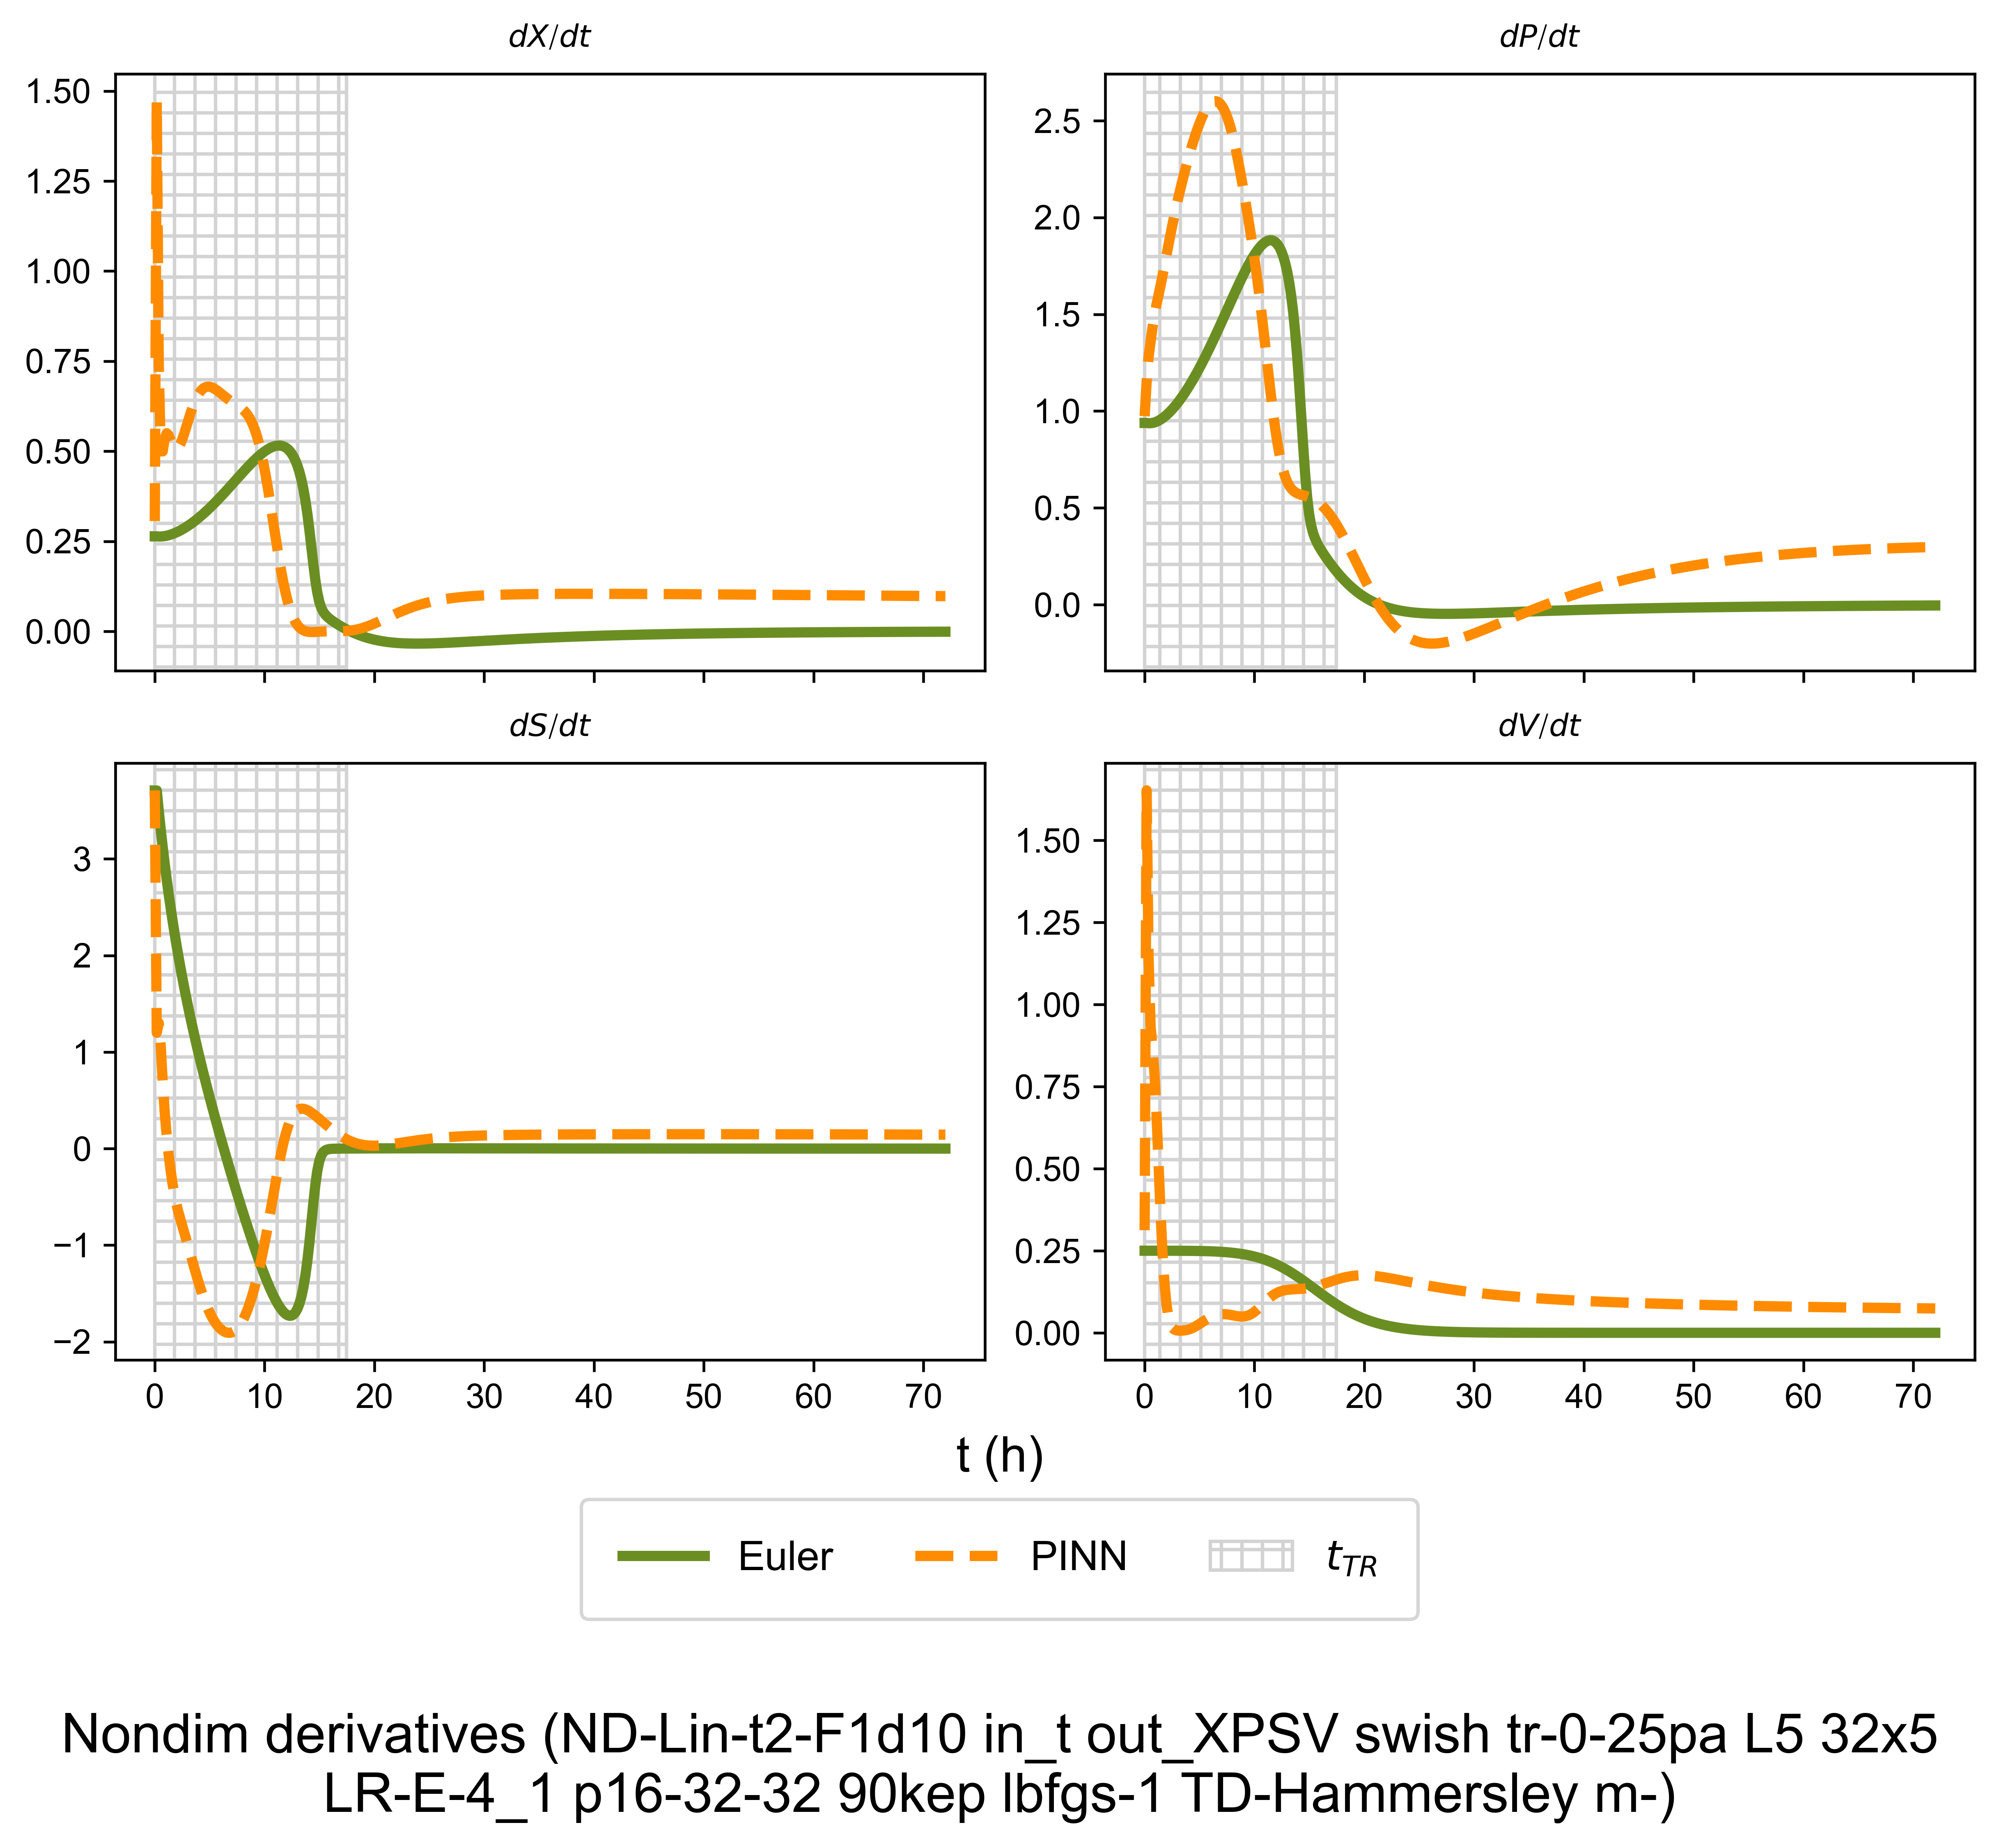 dX/dt
dP/dt
1.50
1.25
1.00
0.75
0.50
0.25
0.00
2.5
2.0
1.5
1.0
0.5
0.0
dS/dt
dV/dt
3
2
1
0
−1
−2
1.50
1.25
1.00
0.75
0.50
0.25
0.00
0 10 20 30 40 50 60 70
0 10 20 30 40 50 60 70
t (h)
Euler PINN t_TR
Nondim derivatives (ND-Lin-t2-F1d10 in_t out_XPSV swish tr-0-25pa L5 32x5
LR-E-4_1 p16-32-32 90kep lbfgs-1 TD-Hammersley m-)